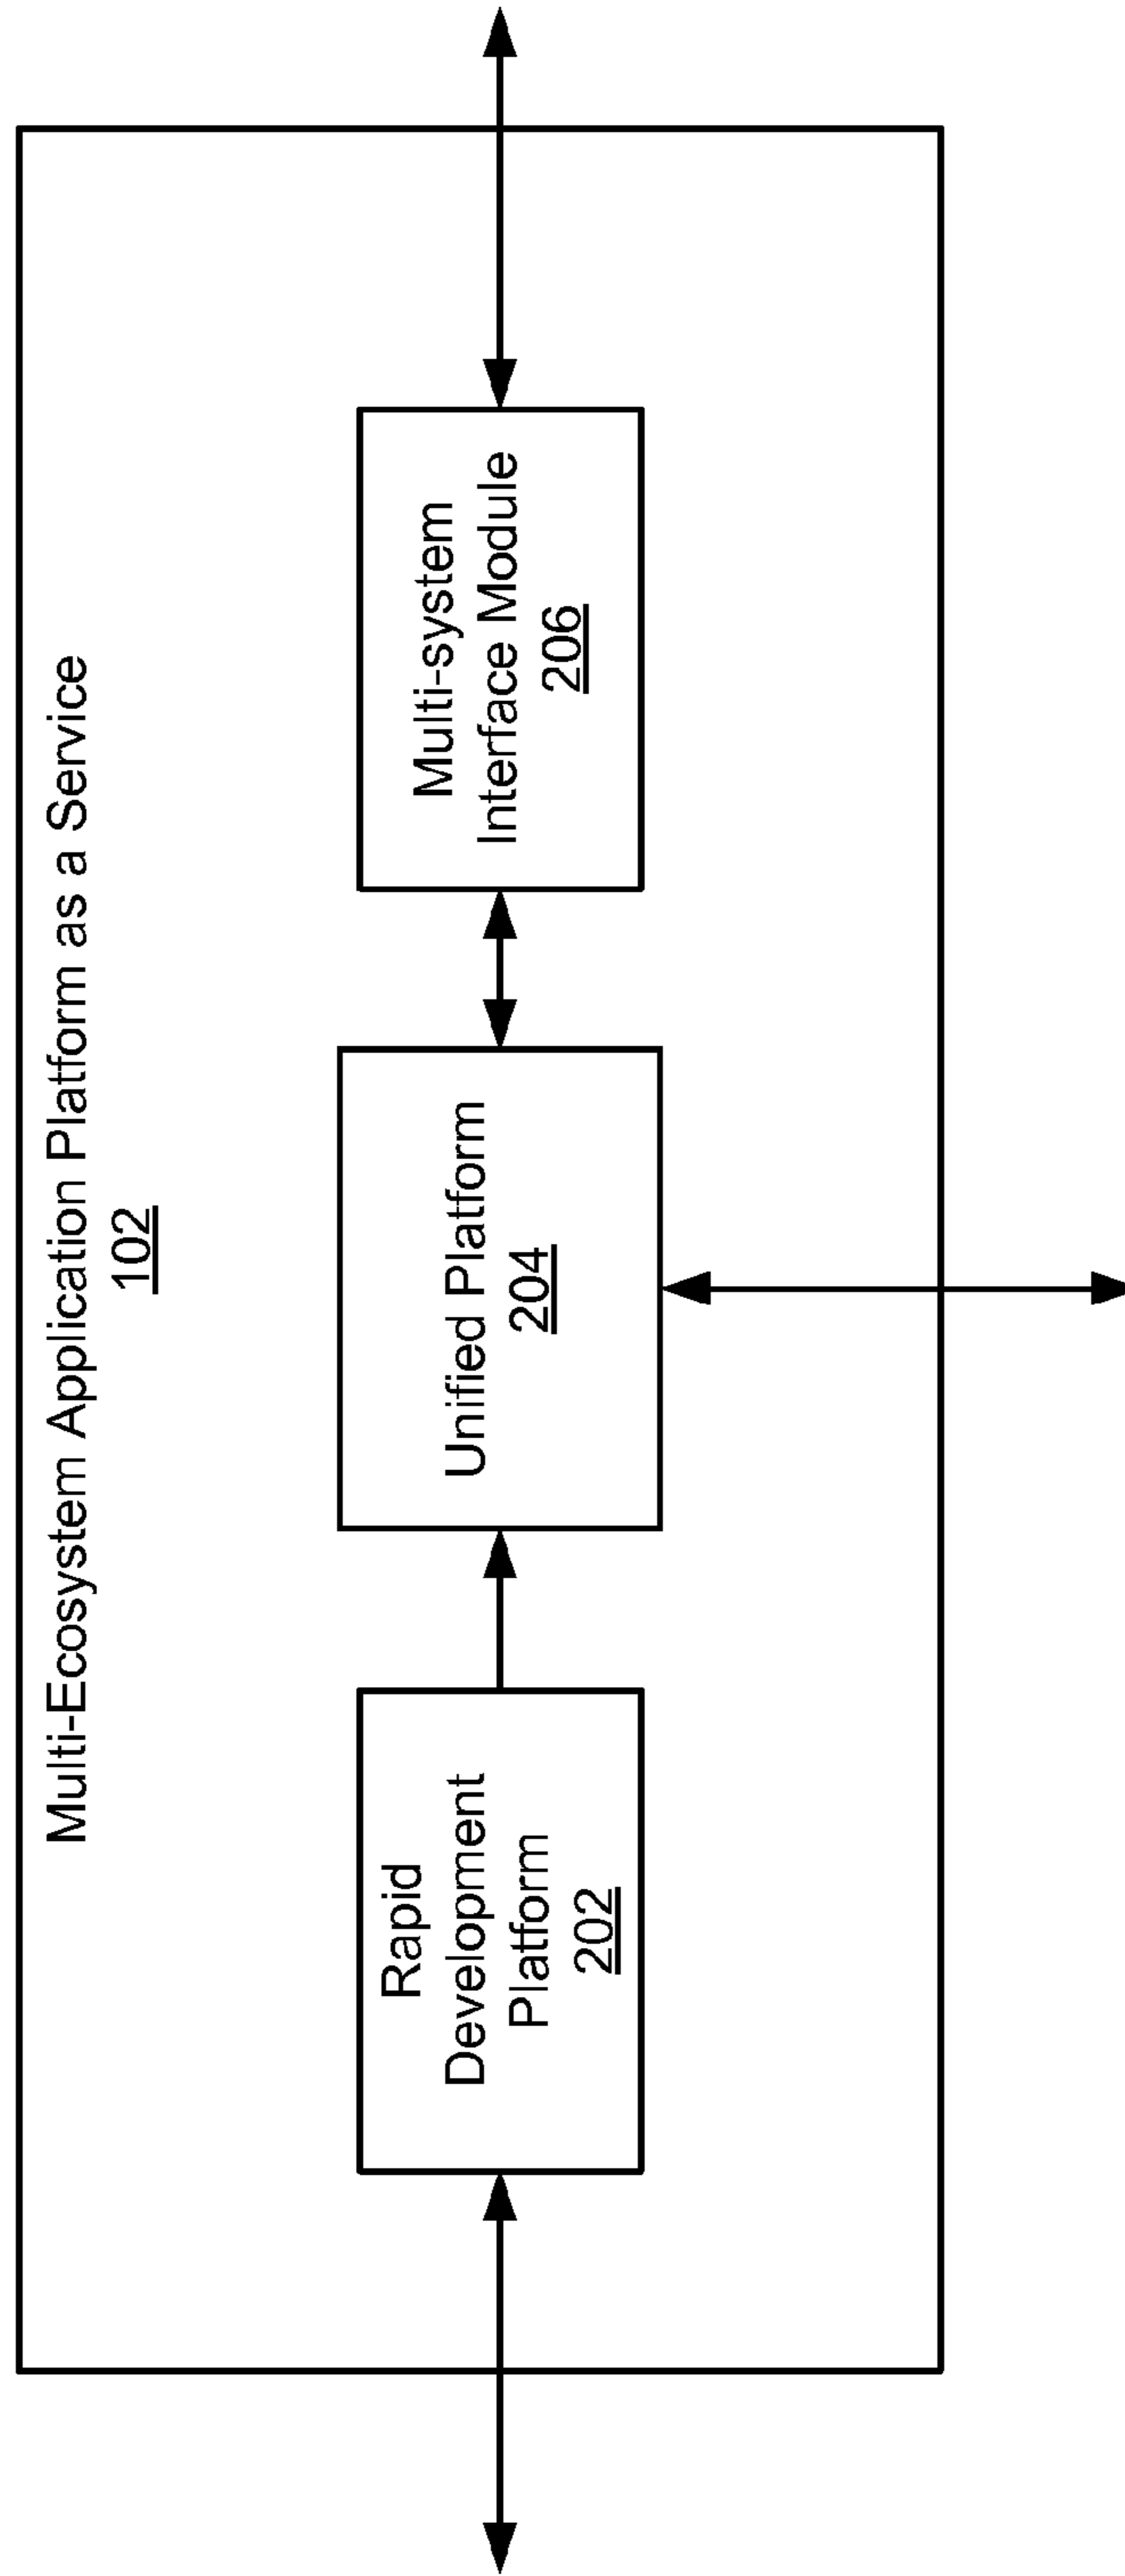 Multi-Ecosystem Application Platform as a Service
102
Rapid
Development
Platform
202
Unified Platform
204
Multi-system
Interface Module
206